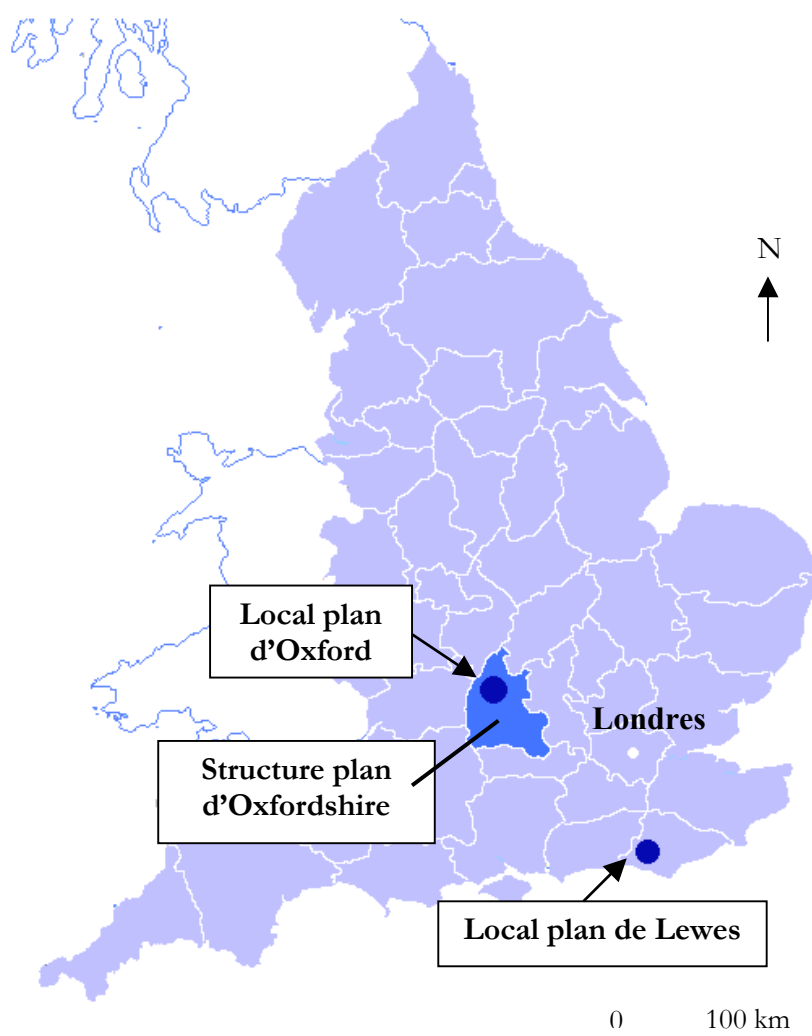 N
Local plan
d’Oxford
Londres
Structure plan
d’Oxfordshire
Local plan de Lewes
0 100 km